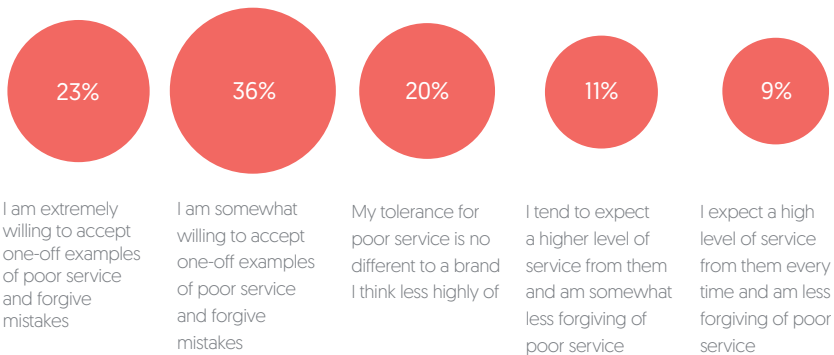 23%
36%
20%
11%
9%
I am extremely
willing to accept
one-off examples
of poor service
and forgive
mistakes
I am somewhat
willing to accept
one-off examples
of poor service
and forgive
mistakes
My tolerance for
poor service is no
different to a brand
I think less highly of
I tend to expect
a higher level of
service from them
and am somewhat
less forgiving of
poor service
I expect a high
level of service
from them every
time and am less
forgiving of poor
service